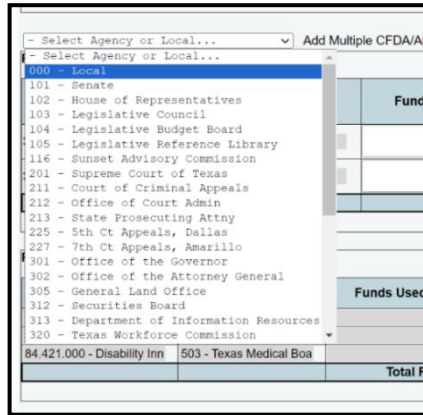 - Select Agency or Local... Add Multiple CFDA/A
- Select Agency or Local...
000 - Local
101 - Senate
102 - House of Representatives
Fund
103 - Legislative Council
104 - Legislative Budget Board
105 - Legislative Reference Library
116 - Sunset Advisory Commission
201 - Supreme Court of Texas
211 - Court of Criminal Appeals
212 - Office of Court Admin
213 - State Prosecuting Attny
225 - 5th Ct Appeals, Dallas
227 - 7th Ct Appeals, Amarillo
301 - Office of the Governor
302 - Office of the Attorney General
305 - General Land Office
Funds Used
312 - Securities Board
313 - Department of Information Resources
320 - Texas Workforce Commission
84.421.000 - Disability Inn 503 - Texas Medical Boa
Total F